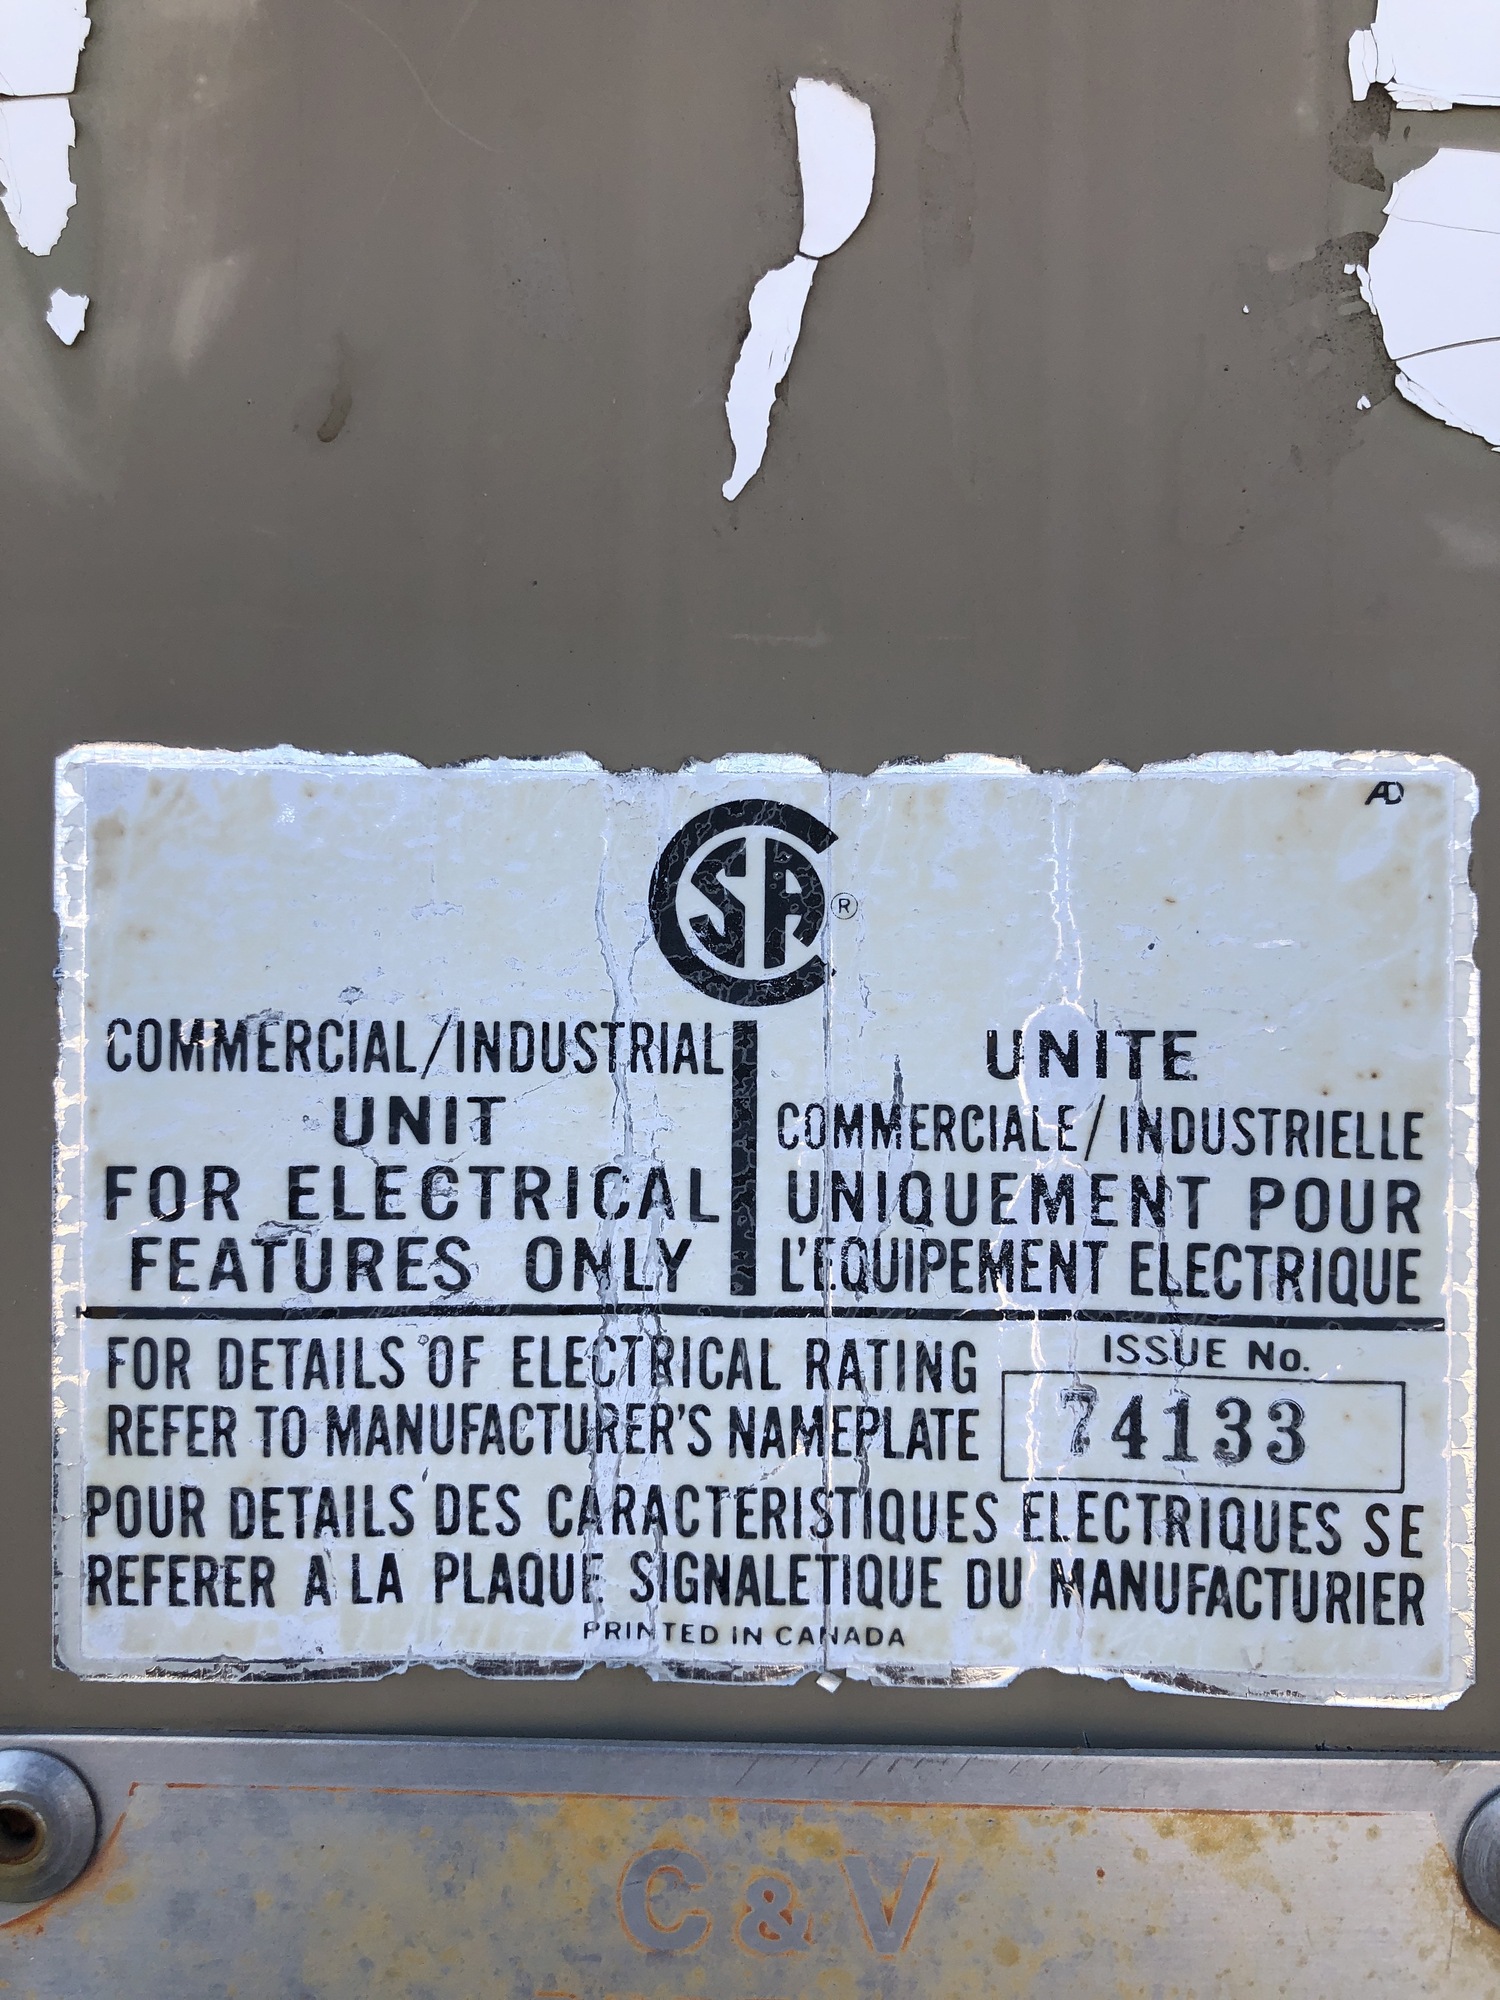 AD
CSA ®
COMMERCIAL/INDUSTRIAL
UNIT
FOR ELECTRICAL
FEATURES ONLY
UNITE
COMMERCIALE/INDUSTRIELLE
UNIQUEMENT POUR
L'EQUIPEMENT ELECTRIQUE
FOR DETAILS OF ELECTRICAL RATING
REFER TO MANUFACTURER'S NAMEPLATE
ISSUE No.
74133
POUR DETAILS DES CARACTERISTIQUES ELECTRIQUES SE
REFERER A LA PLAQUE SIGNALETIQUE DU MANUFACTURIER
PRINTED IN CANADA
C & V